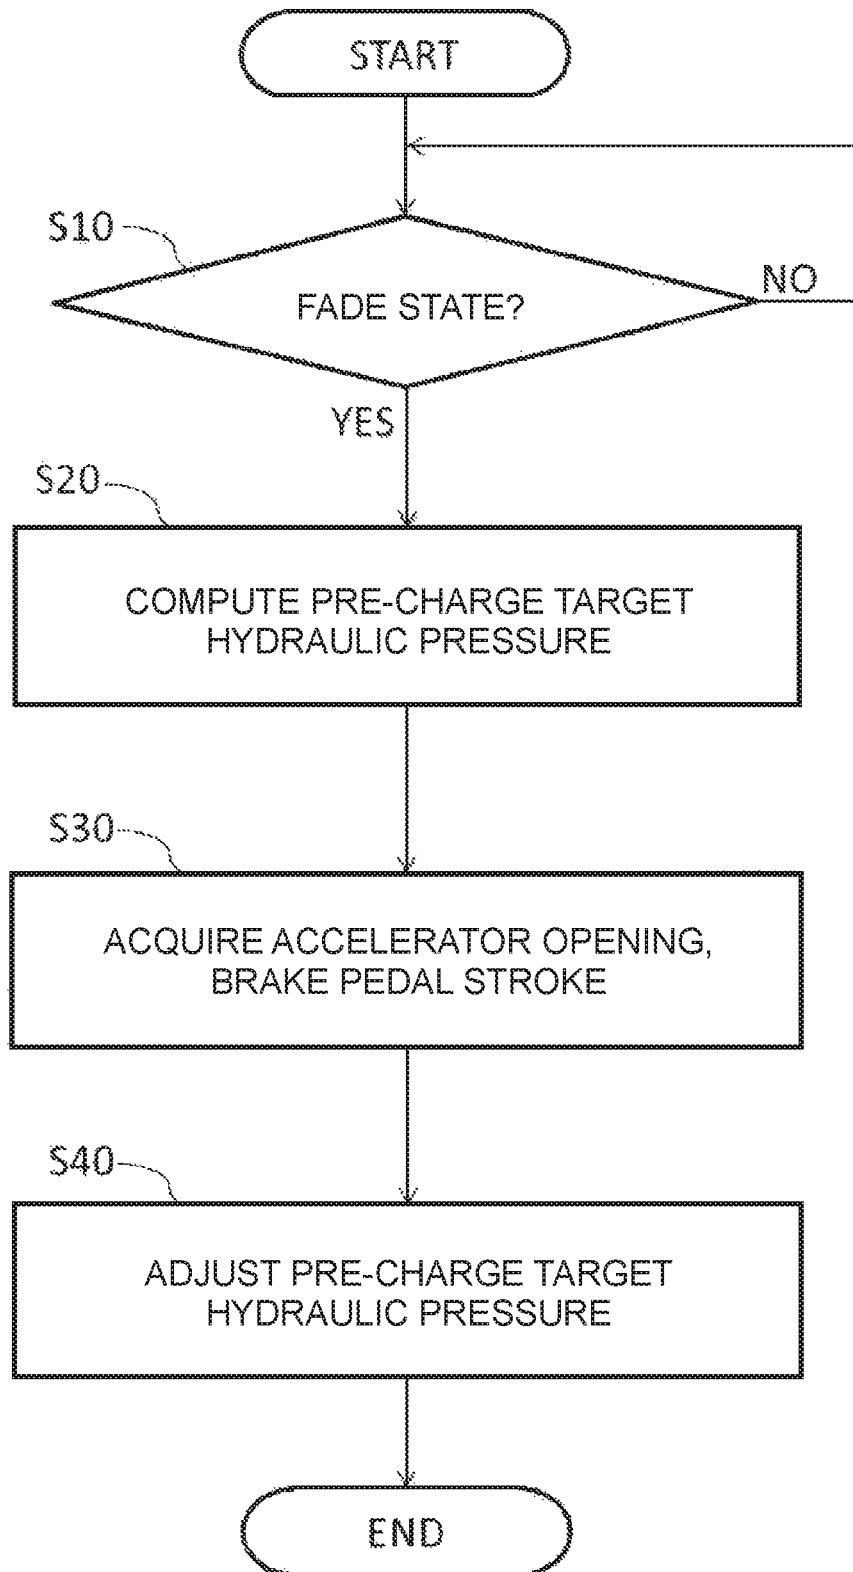 START
S10
FADE STATE?
NO
YES
S20
COMPUTE PRE-CHARGE TARGET
HYDRAULIC PRESSURE
S30
ACQUIRE ACCELERATOR OPENING,
BRAKE PEDAL STROKE
S40
ADJUST PRE-CHARGE TARGET
HYDRAULIC PRESSURE
END